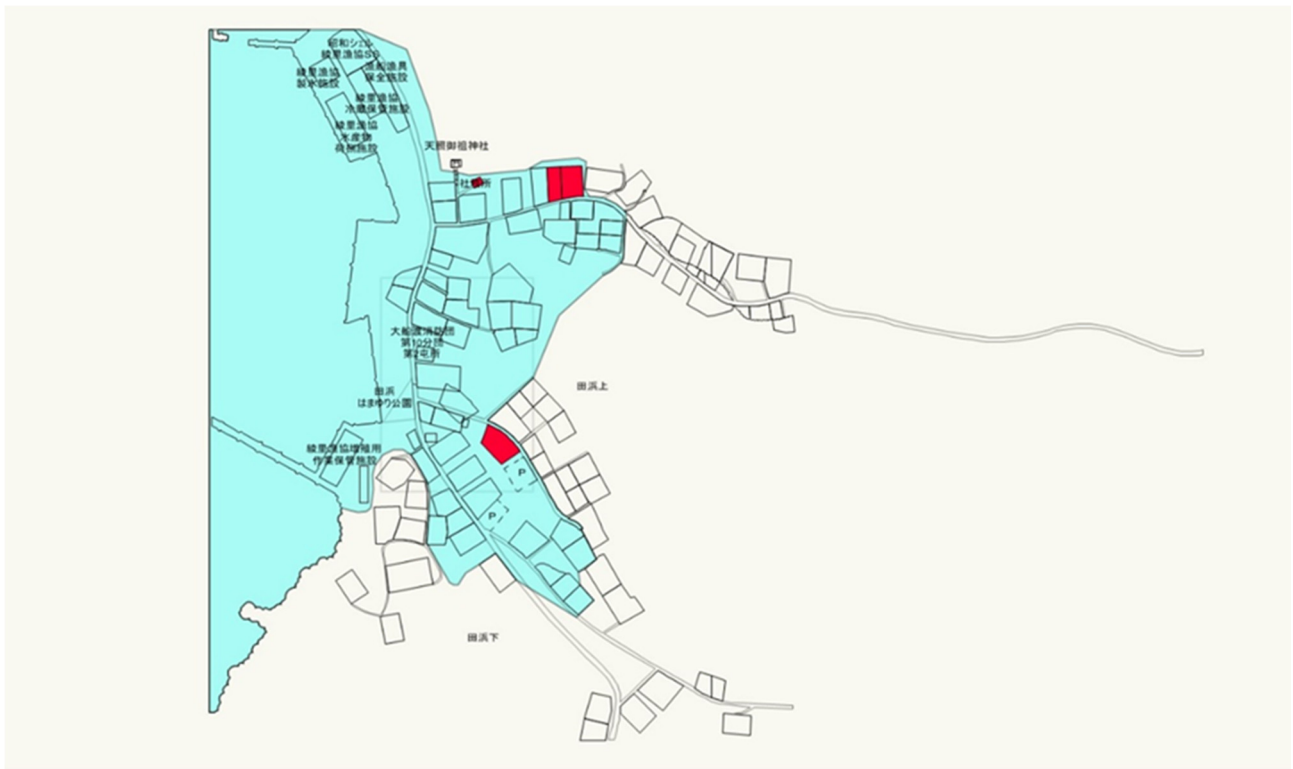 昭和シェル
綾里漁協SS
漁船漁具
保全施設
綾里漁協
製氷施設
綾里漁協
冷蔵保管施設
綾里漁協
水産物
荷捌施設
天照御祖神社
社務所
大船渡消防団
第10分団
第2屯所
田浜
はまゆり公園
田浜上
綾里漁協増殖用
作業保管施設
P
P
田浜下